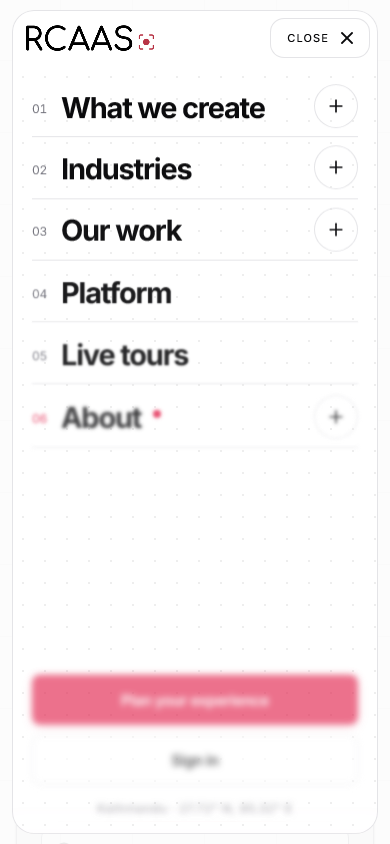 RCAAS
CLOSE
01 What we create
02 Industries
03 Our work
04 Platform
05 Live tours
06 About
Plan your experience
Sign in